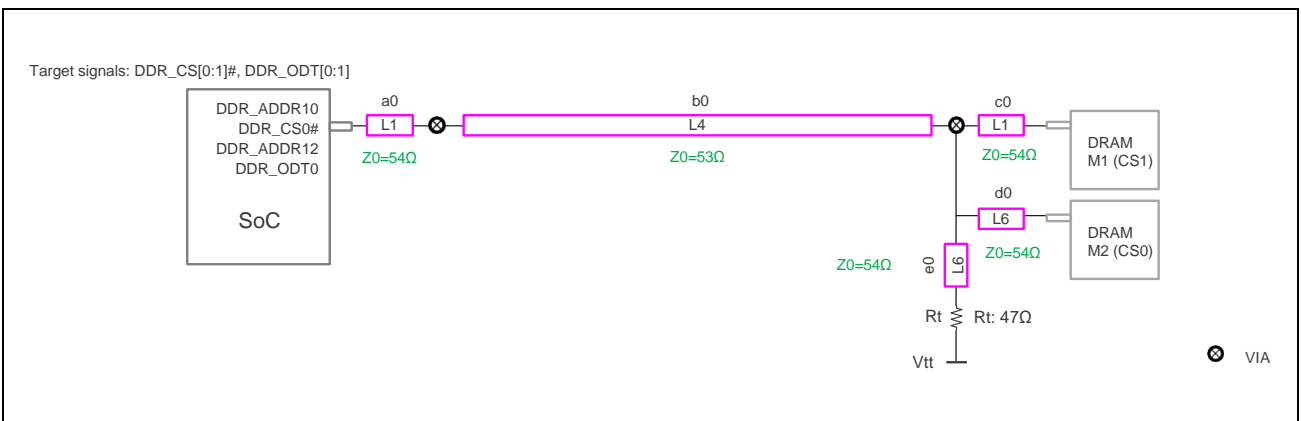 Target signals: DDR_CS[0:1]#, DDR_ODT[0:1]
DDR_ADDR10
DDR_CS0#
DDR_ADDR12
DDR_ODT0
SoC
a0
L1
Z0=54Ω
b0
L4
Z0=53Ω
c0
L1
Z0=54Ω
DRAM
M1 (CS1)
d0
L6
Z0=54Ω
DRAM
M2 (CS0)
Z0=54Ω
e0
L6
Rt
Rt: 47Ω
Vtt
VIA